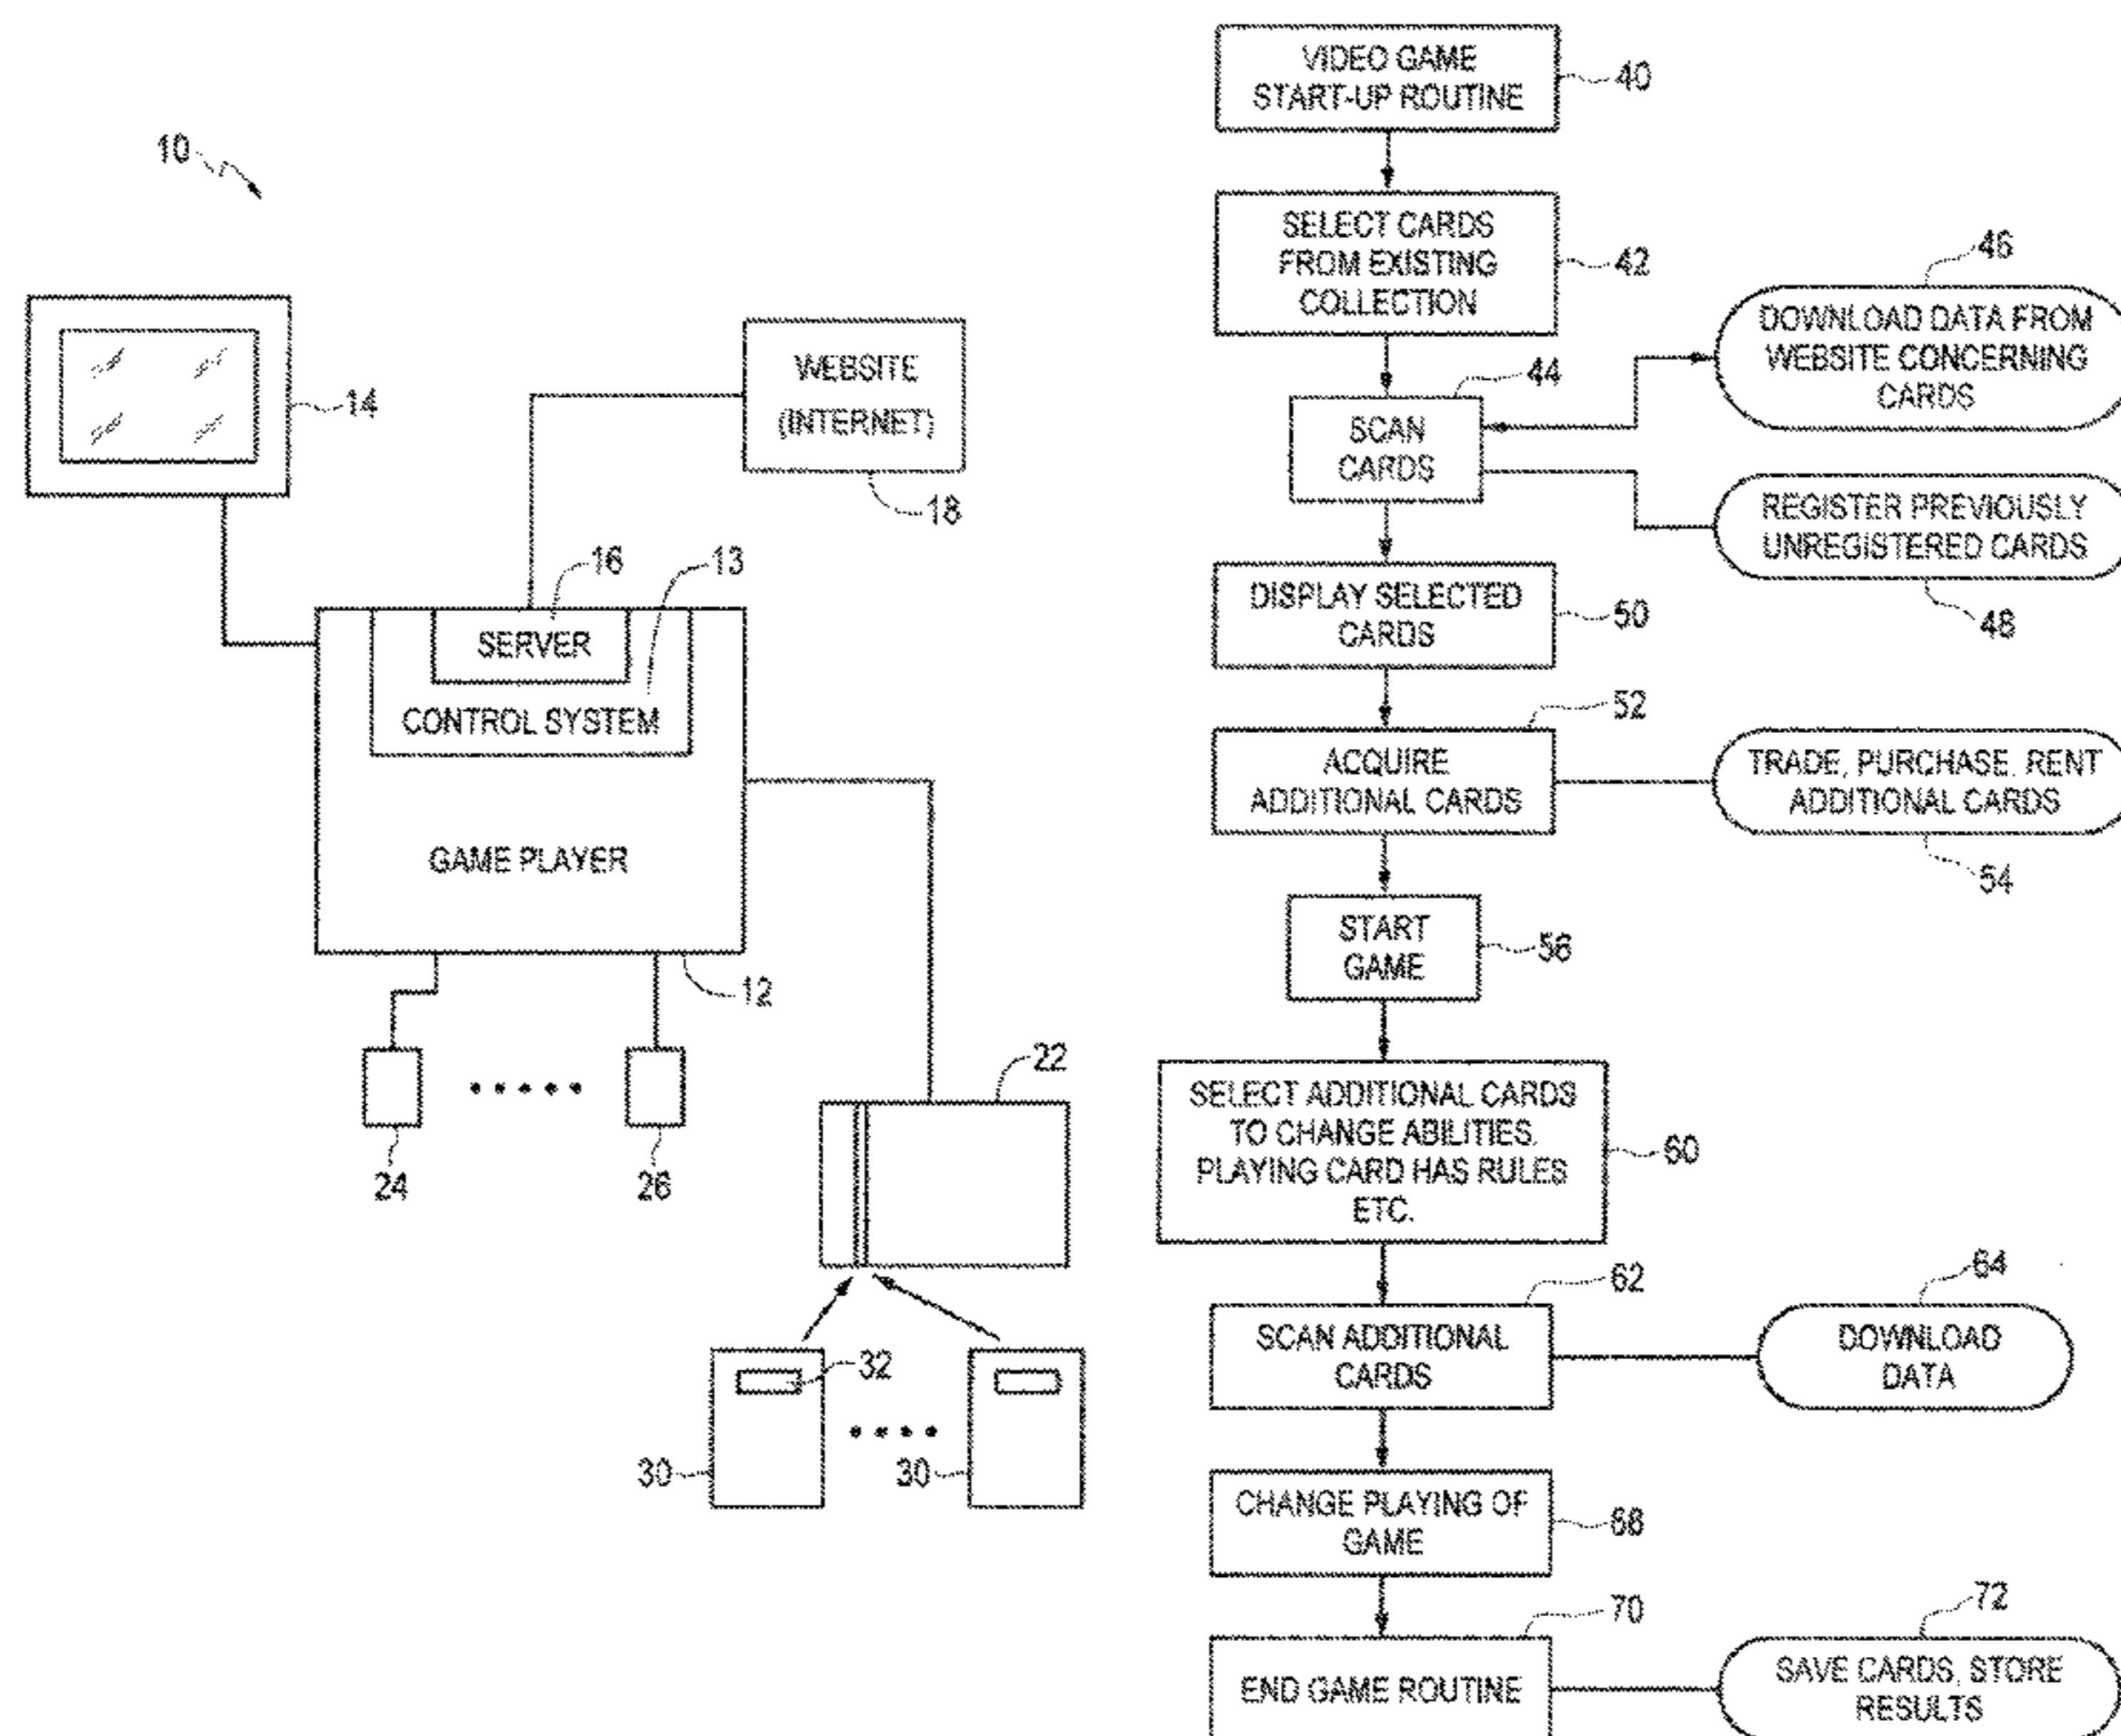 10
14
WEBSITE
(INTERNET)
18
16
13
SERVER
CONTROL SYSTEM
GAME PLAYER
12
24
26
22
32
30
30
VIDEO GAME
START-UP ROUTINE
40
SELECT CARDS
FROM EXISTING
COLLECTION
42
46
DOWNLOAD DATA FROM
WEBSITE CONCERNING
CARDS
44
SCAN
CARDS
REGISTER PREVIOUSLY
UNREGISTERED CARDS
48
DISPLAY SELECTED
CARDS
50
52
ACQUIRE
ADDITIONAL CARDS
TRADE, PURCHASE, RENT
ADDITIONAL CARDS
54
START
GAME
56
SELECT ADDITIONAL CARDS
TO CHANGE ABILITIES.
PLAYING CARD HAS RULES
ETC.
60
62
SCAN ADDITIONAL
CARDS
64
DOWNLOAD
DATA
CHANGE PLAYING OF
GAME
68
70
END GAME ROUTINE
72
SAVE CARDS, STORE
RESULTS